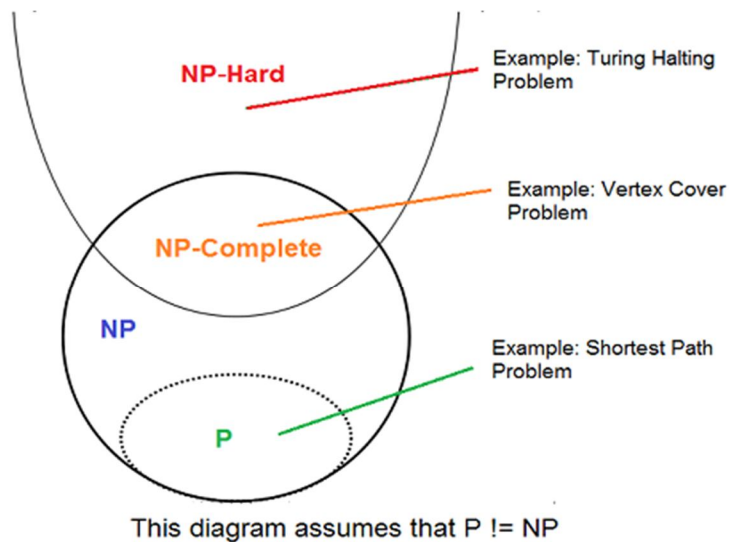 NP-Hard
Example: Turing Halting
Problem
Example: Vertex Cover
Problem
NP-Complete
NP
Example: Shortest Path
Problem
P
This diagram assumes that P != NP